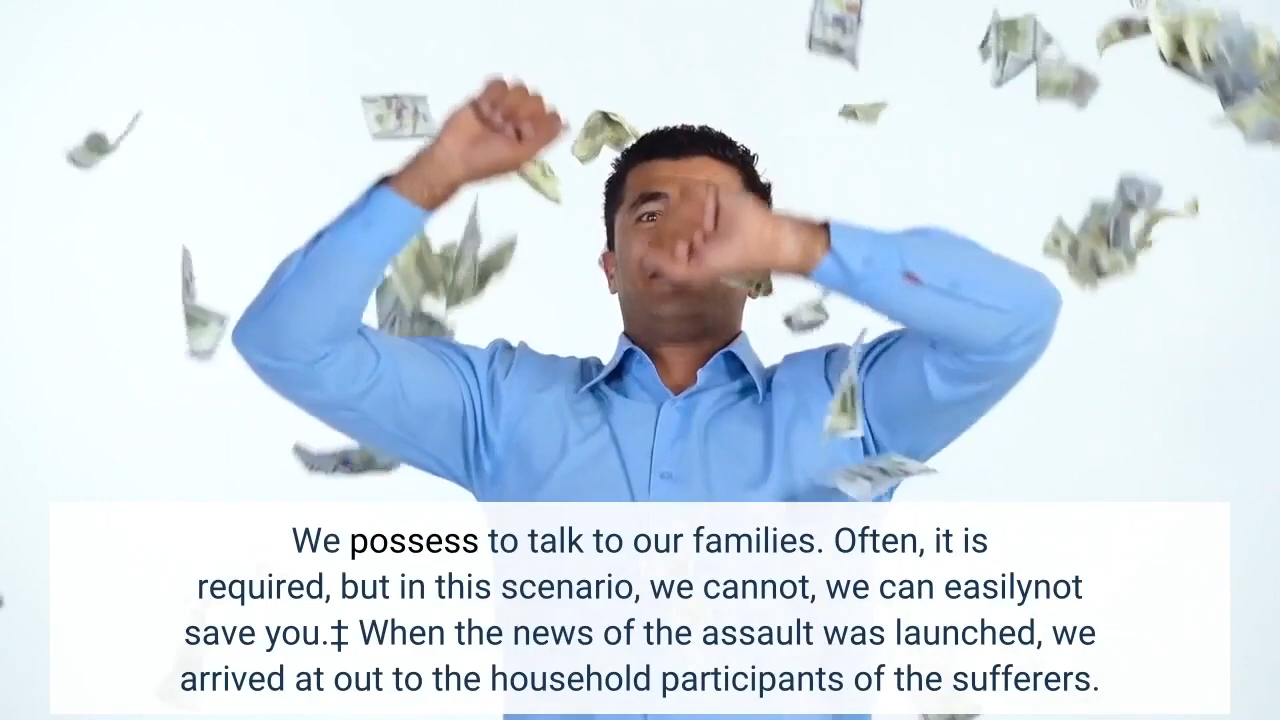 We possess to talk to our families. Often, it is
required, but in this scenario, we cannot, we can easilynot
save you.‡ When the news of the assault was launched, we
arrived at out to the household participants of the sufferers.